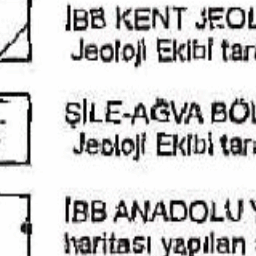 İBB KENT JEOL
Jeoloji Ekibi tara
ŞİLE-AĞVA BÖL
Jeoloji Ekibi tara
İBB ANADOLU Y
haritası yapılan